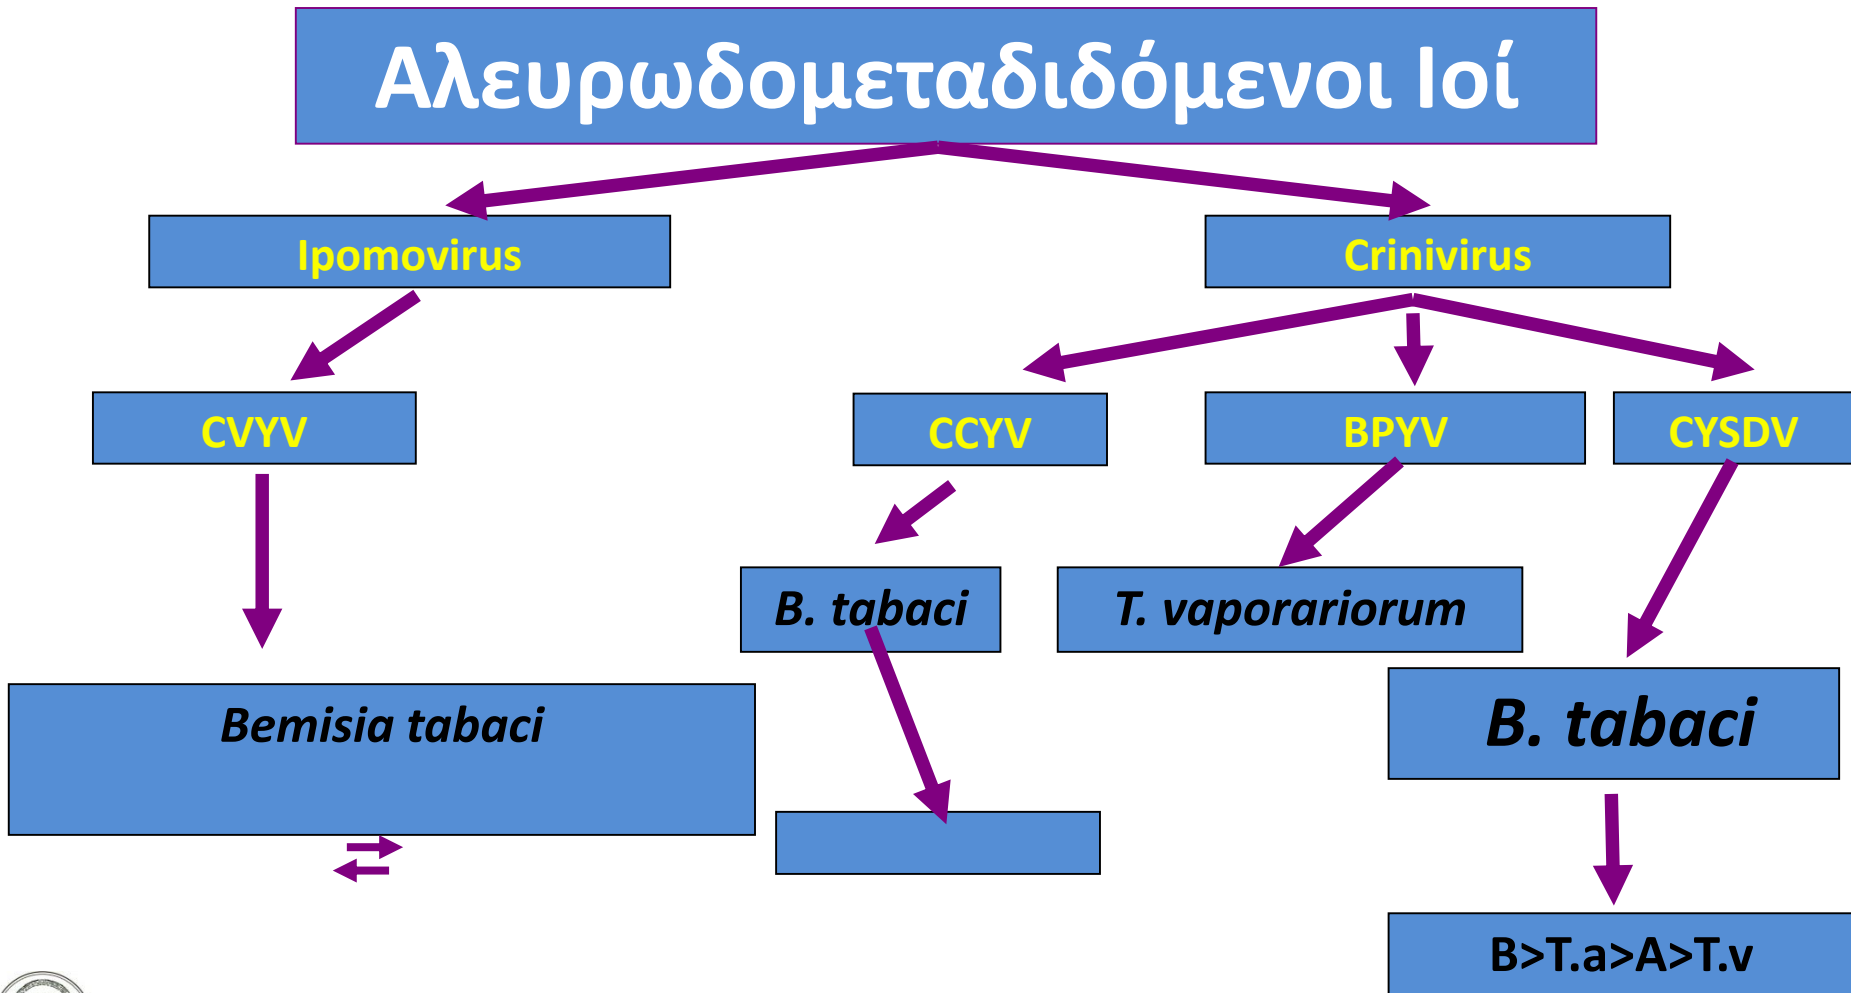 Αλευρωδομεταδιδόμενοι Ιοί
Ipomovirus
Crinivirus
CVYV
CCYV
BPYV
CYSDV
B. tabaci
T. vaporariorum
Bemisia tabaci
B. tabaci
B>T.a>A>T.v